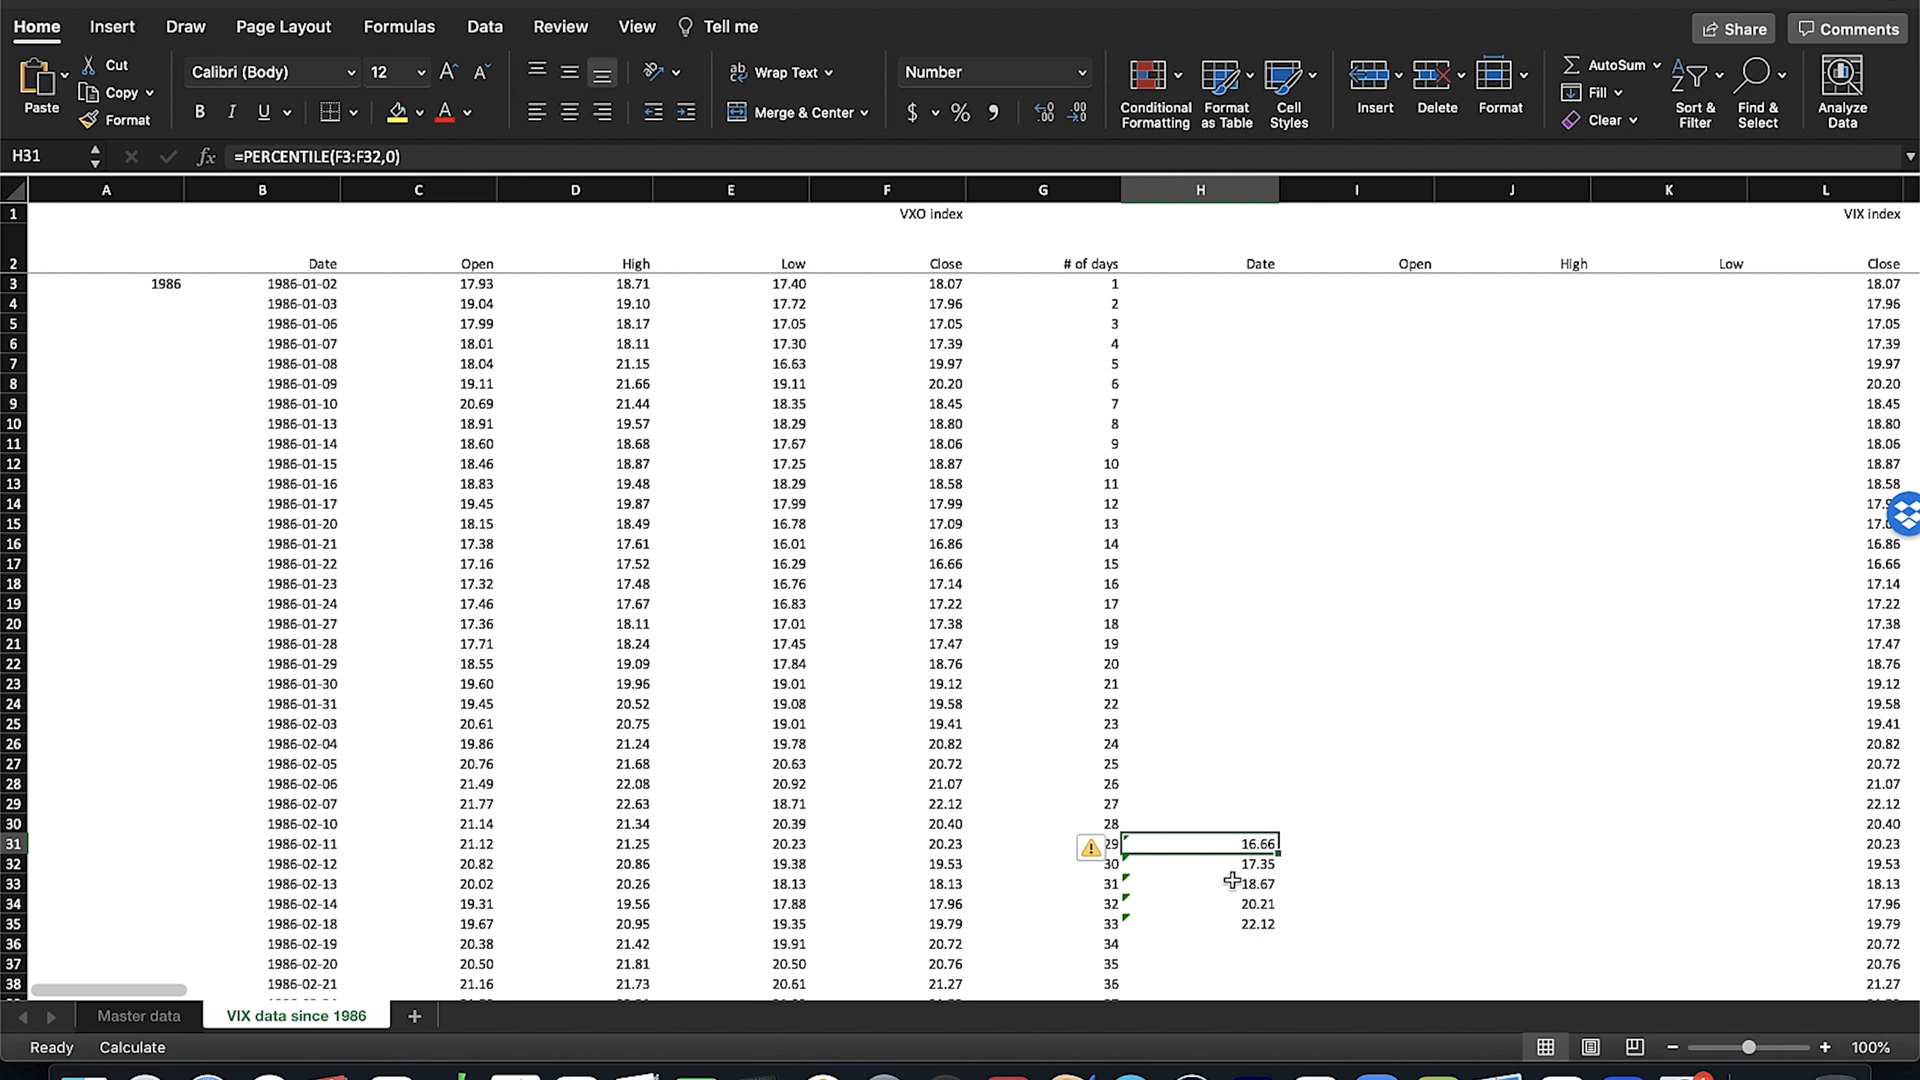 Home Insert Draw Page Layout Formulas Data Review View Tell me Share Comments
Paste Cut Copy Format
Calibri (Body) 12 A A
B I U A
Wrap Text
Merge & Center
Number
$ %
Conditional Formatting Format as Table Cell Styles
Insert Delete Format
AutoSum Fill Clear
Sort & Filter Find & Select Analyze Data
H31 fx =PERCENTILE(F3:F32,0)
A B C D E F G H I J K L
1 VXO index VIX index
2 Date Open High Low Close # of days Date Open High Low Close
3 1986 1986-01-02 17.93 18.71 17.40 18.07 1 18.07
4 1986-01-03 19.04 19.10 17.72 17.96 2 17.96
5 1986-01-06 17.99 18.17 17.05 17.05 3 17.05
6 1986-01-07 18.01 18.11 17.30 17.39 4 17.39
7 1986-01-08 18.04 21.15 16.63 19.97 5 19.97
8 1986-01-09 19.11 21.66 19.11 20.20 6 20.20
9 1986-01-10 20.69 21.44 18.35 18.45 7 18.45
10 1986-01-13 18.91 19.57 18.29 18.80 8 18.80
11 1986-01-14 18.60 18.68 17.67 18.06 9 18.06
12 1986-01-15 18.46 18.87 17.25 18.87 10 18.87
13 1986-01-16 18.83 19.48 18.29 18.58 11 18.58
14 1986-01-17 19.45 19.87 17.99 17.99 12
15 1986-01-20 18.15 18.49 16.78 17.09 13
16 1986-01-21 17.38 17.61 16.01 16.86 14 16.86
17 1986-01-22 17.16 17.52 16.29 16.66 15 16.66
18 1986-01-23 17.32 17.48 16.76 17.14 16 17.14
19 1986-01-24 17.46 17.67 16.83 17.22 17 17.22
20 1986-01-27 17.36 18.11 17.01 17.38 18 17.38
21 1986-01-28 17.71 18.24 17.45 17.47 19 17.47
22 1986-01-29 18.55 19.09 17.84 18.76 20 18.76
23 1986-01-30 19.60 19.96 19.01 19.12 21 19.12
24 1986-01-31 19.45 20.52 19.08 19.58 22 19.58
25 1986-02-03 20.61 20.75 19.01 19.41 23 19.41
26 1986-02-04 19.86 21.24 19.78 20.82 24 20.82
27 1986-02-05 20.76 21.68 20.63 20.72 25 20.72
28 1986-02-06 21.49 22.08 20.92 21.07 26 21.07
29 1986-02-07 21.77 22.63 18.71 22.12 27 22.12
30 1986-02-10 21.14 21.34 20.39 20.40 28 20.40
31 1986-02-11 21.12 21.25 20.23 20.23 29 16.66 20.23
32 1986-02-12 20.82 20.86 19.38 19.53 30 17.35 19.53
33 1986-02-13 20.02 20.26 18.13 18.13 31 18.67 18.13
34 1986-02-14 19.31 19.56 17.88 17.96 32 20.21 17.96
35 1986-02-18 19.67 20.95 19.35 19.79 33 22.12 19.79
36 1986-02-19 20.38 21.42 19.91 20.72 34 20.72
37 1986-02-20 20.50 21.81 20.50 20.76 35 20.76
38 1986-02-21 21.16 21.73 20.61 21.27 36 21.27
Master data VIX data since 1986 +
Ready Calculate 100%